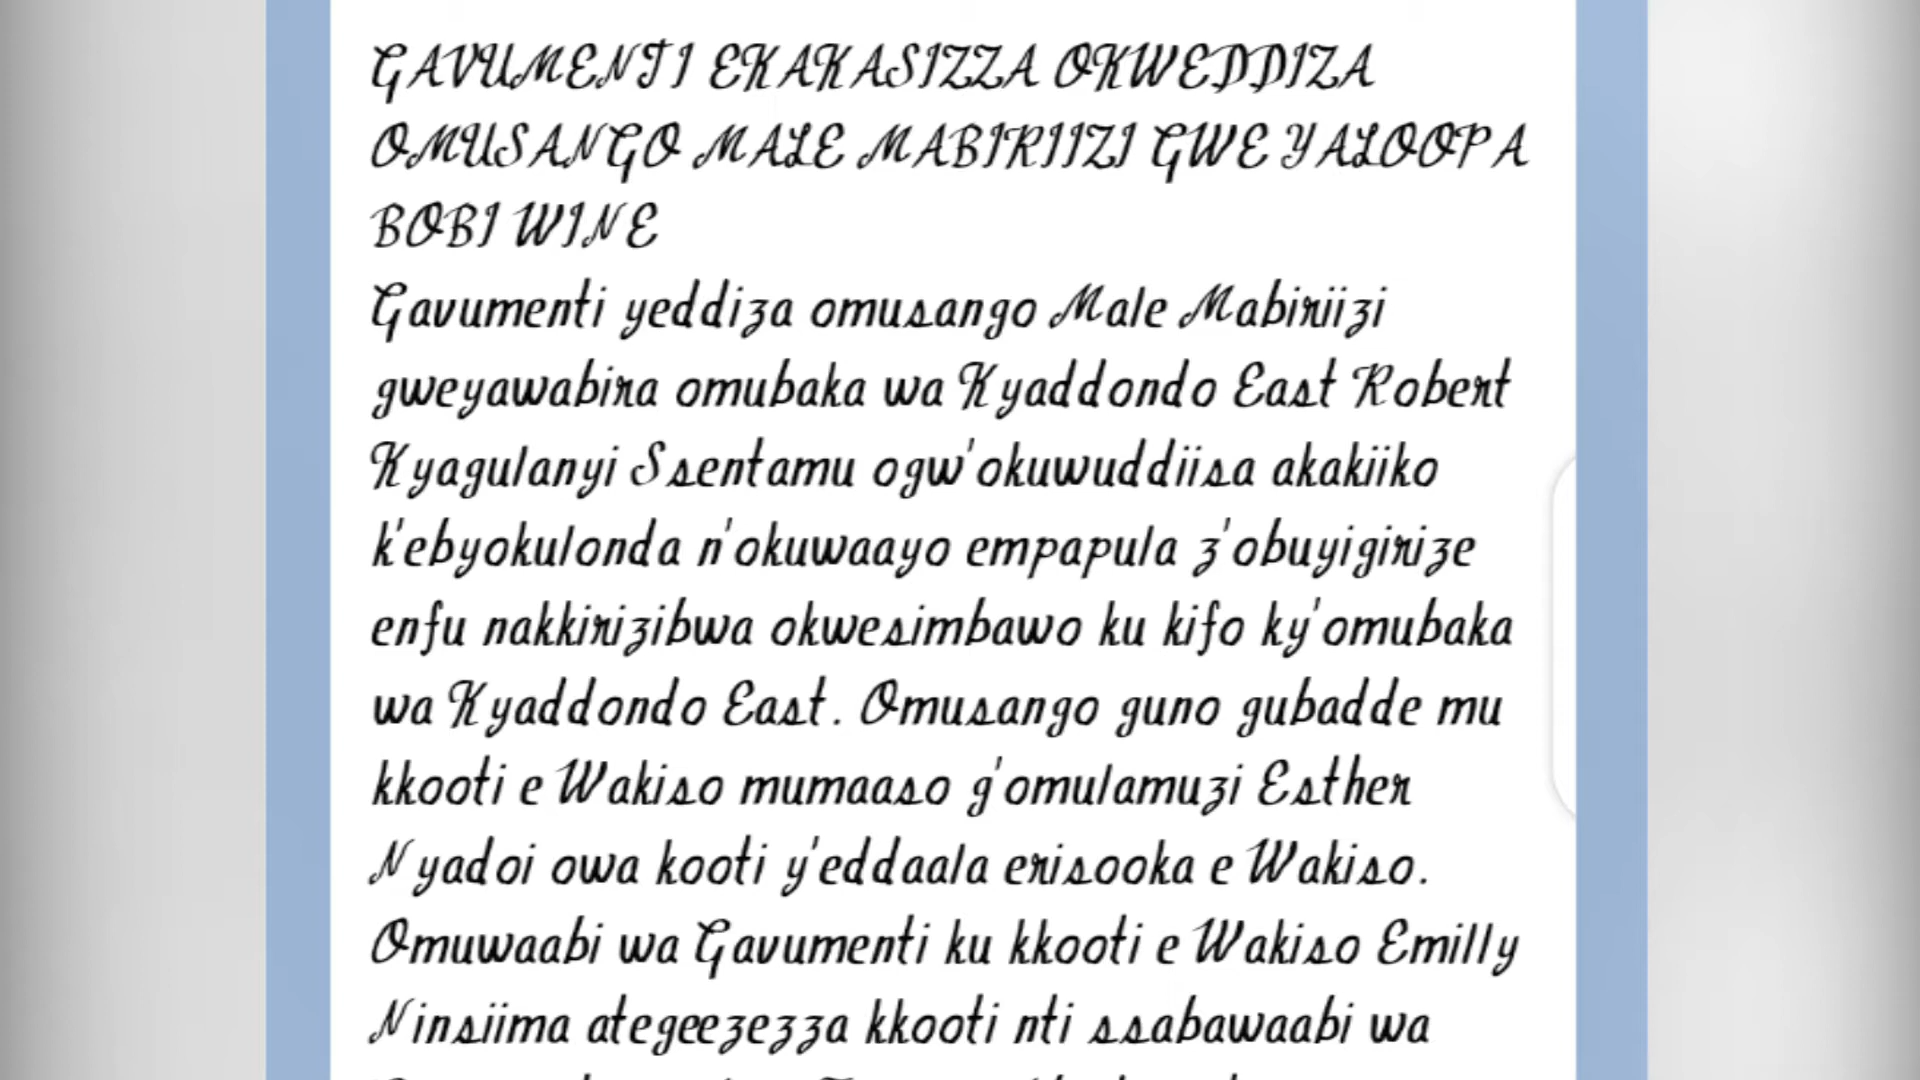 GAVUMENTI EKAKASIZZA OKWEDDIZA
OMUSANGO MALE MABIRIIZI GWE YALOOPA
BOBI WINE
Gavumenti yeddiza omusango Male Mabiriizi
gweyawabira omubaka wa Kyaddondo East Robert
Kyagulanyi Ssentamu ogw'okuwuddiisa akakiiko
k'ebyokulonda n'okuwaayo empapula z'obuyigirize
enfu nakkirizibwa okwesimbawo ku kifo ky'omubaka
wa Kyaddondo East. Omusango guno gubadde mu
kkooti e Wakiso mumaaso g'omulamuzi Esther
Nyadoi owa kooti y'eddaala erisooka e Wakiso.
Omuwaabi wa Gavumenti ku kkooti e Wakiso Emilly
Ninsiima ategeezezza kkooti nti ssabawaabi wa